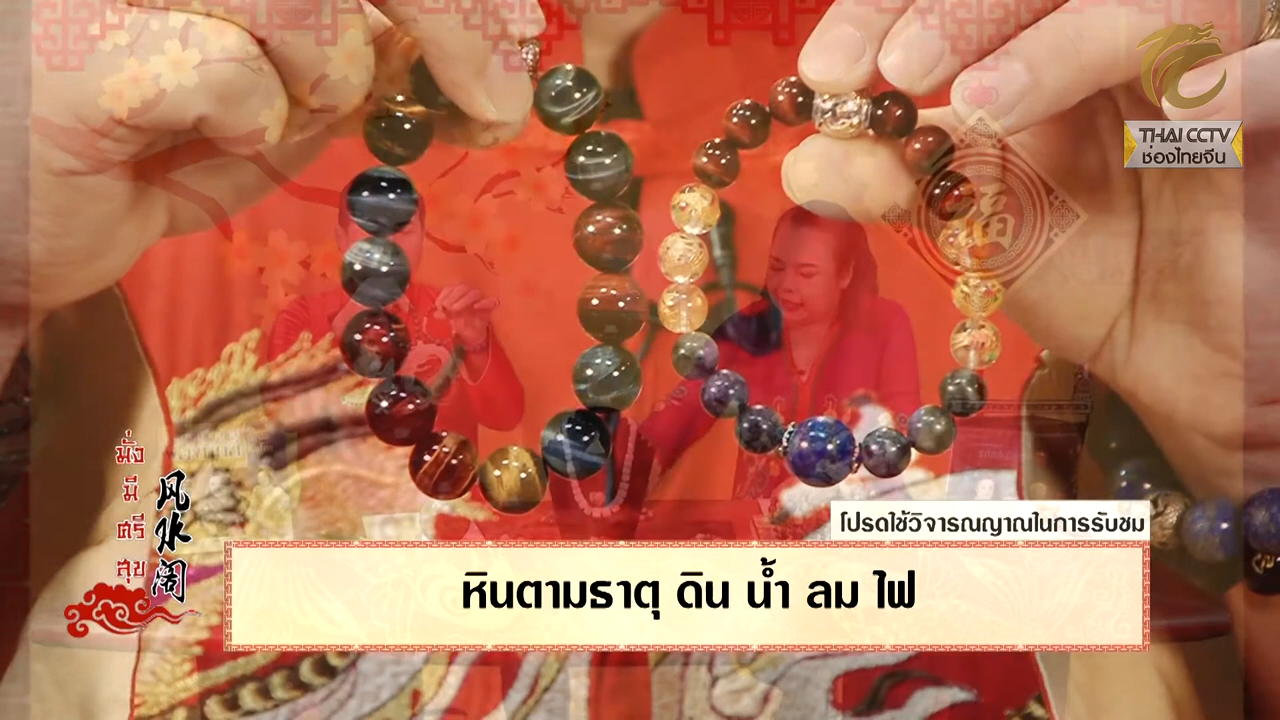 THAI CCTV
ช่องไทยจีน
福
มั่ง
มี
ศรี
สุข
风水阁
โปรดใช้วิจารณญาณในการรับชม
หินตามธาตุ ดิน น้ำ ลม ไฟ